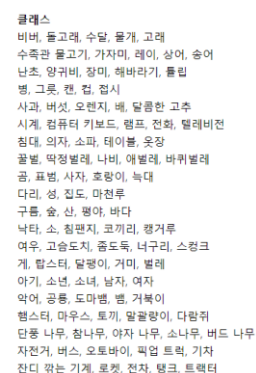 클래스
비버, 돌고래, 수달, 물개, 고래
수족관 물고기, 가자미, 레이, 상어, 송어
난초, 양귀비, 장미, 해바라기, 튤립
병, 그릇, 캔, 컵, 접시
사과, 버섯, 오렌지, 배, 달콤한 고추
시계, 컴퓨터 키보드, 램프, 전화, 텔레비전
침대, 의자, 소파, 테이블, 옷장
꿀벌, 딱정벌레, 나비, 애벌레, 바퀴벌레
곰, 표범, 사자, 호랑이, 늑대
다리, 성, 집도, 마천루
구름, 숲, 산, 평야, 바다
낙타, 소, 침팬지, 코끼리, 캥거루
여우, 고슴도치, 좀도둑, 너구리, 스컹크
게, 랍스터, 달팽이, 거미, 벌레
아기, 소년, 소녀, 남자, 여자
악어, 공룡, 도마뱀, 뱀, 거북이
햄스터, 마우스, 토끼, 말괄량이, 다람쥐
단풍 나무, 참나무, 야자 나무, 소나무, 버드 나무
자전거, 버스, 오토바이, 픽업 트럭, 기차
잔디 깎는 기계, 로켓, 전차, 탱크, 트랙터